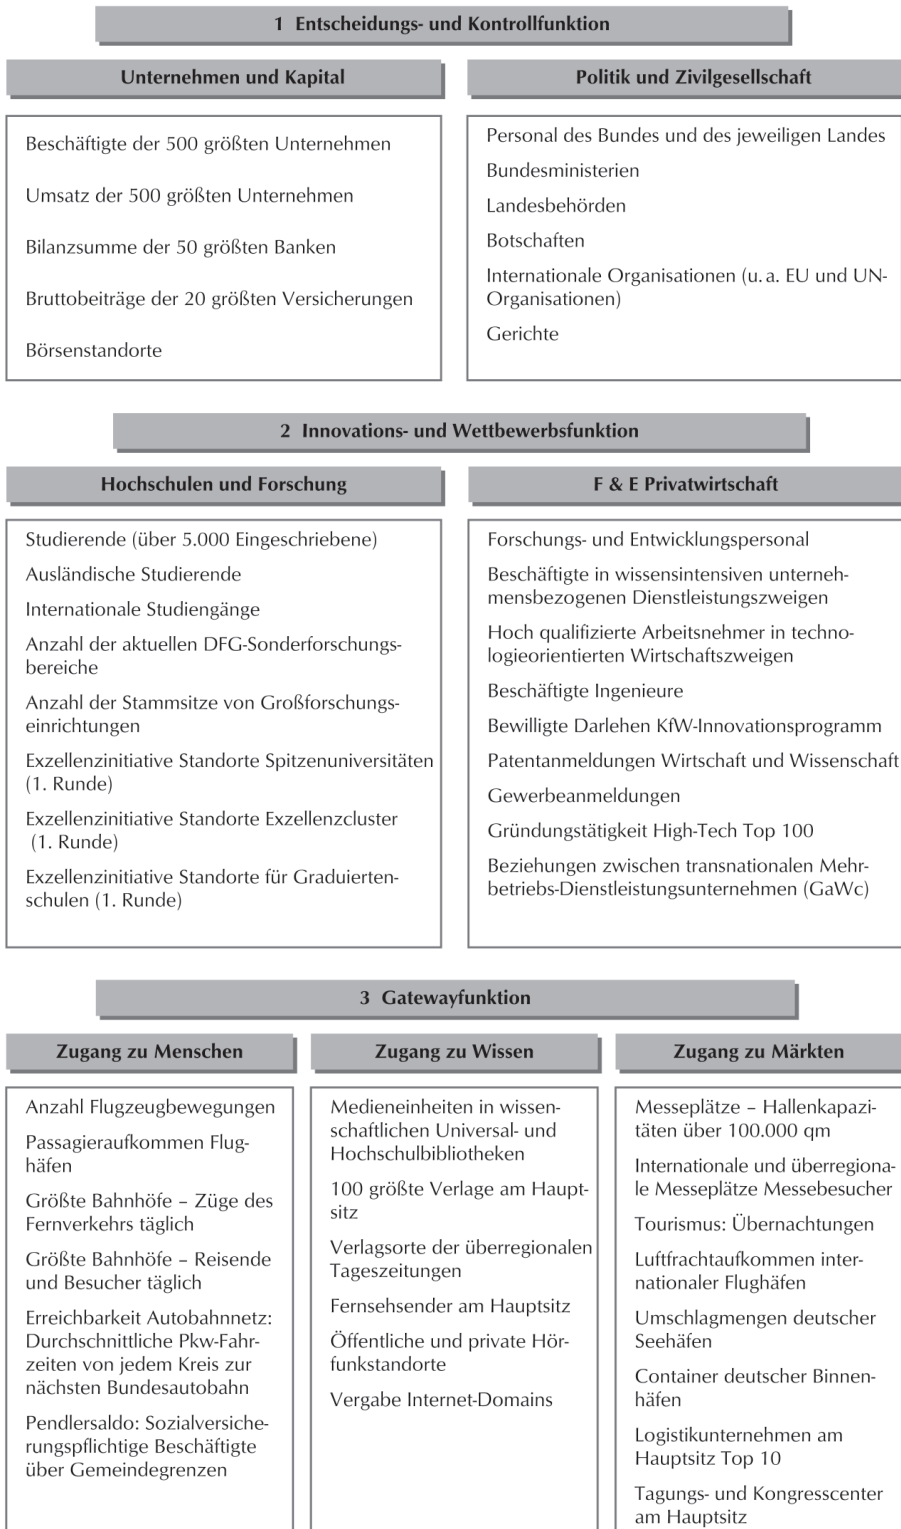 1 Entscheidungs- und Kontrollfunktion
Unternehmen und Kapital
Beschäftigte der 500 größten Unternehmen
Umsatz der 500 größten Unternehmen
Bilanzsumme der 50 größten Banken
Bruttobeiträge der 20 größten Versicherungen
Börsenstandorte
Politik und Zivilgesellschaft
Personal des Bundes und des jeweiligen Landes
Bundesministerien
Landesbehörden
Botschaften
Internationale Organisationen (u. a. EU und UN-
Organisationen)
Gerichte
2 Innovations- und Wettbewerbsfunktion
Hochschulen und Forschung
Studierende (über 5.000 Eingeschriebene)
Ausländische Studierende
Internationale Studiengänge
Anzahl der aktuellen DFG-Sonderforschungs-
bereiche
Anzahl der Stammsitze von Großforschungs-
einrichtungen
Exzellenzinitiative Standorte Spitzenuniversitäten
(1. Runde)
Exzellenzinitiative Standorte Exzellenzcluster
(1. Runde)
Exzellenzinitiative Standorte für Graduierten-
schulen (1. Runde)
F & E Privatwirtschaft
Forschungs- und Entwicklungspersonal
Beschäftigte in wissensintensiven unterneh-
mensbezogenen Dienstleistungszweigen
Hoch qualifizierte Arbeitsnehmer in techno-
logieorientierten Wirtschaftszweigen
Beschäftigte Ingenieure
Bewilligte Darlehen KfW-Innovationsprogramm
Patentanmeldungen Wirtschaft und Wissenschaft
Gewerbeanmeldungen
Gründungstätigkeit High-Tech Top 100
Beziehungen zwischen transnationalen Mehr-
betriebs-Dienstleistungsunternehmen (GaWc)
3 Gatewayfunktion
Zugang zu Menschen
Anzahl Flugzeugbewegungen
Passagieraufkommen Flug-
häfen
Größte Bahnhöfe – Züge des
Fernverkehrs täglich
Größte Bahnhöfe – Reisende
und Besucher täglich
Erreichbarkeit Autobahnnetz:
Durchschnittliche Pkw-Fahr-
zeiten von jedem Kreis zur
nächsten Bundesautobahn
Pendlersaldo: Sozialversiche-
rungspflichtige Beschäftigte
über Gemeindegrenzen
Zugang zu Wissen
Medieneinheiten in wissen-
schaftlichen Universal- und
Hochschulbibliotheken
100 größte Verlage am Haupt-
sitz
Verlagsorte der überregionalen
Tageszeitungen
Fernsehsender am Hauptsitz
Öffentliche und private Hör-
funkstandorte
Vergabe Internet-Domains
Zugang zu Märkten
Messeplätze – Hallenkapazi-
täten über 100.000 qm
Internationale und überregiona-
le Messeplätze Messebesucher
Tourismus: Übernachtungen
Luftfrachtaufkommen inter-
nationaler Flughäfen
Umschlagmengen deutscher
Seehäfen
Container deutscher Binnen-
häfen
Logistikunternehmen am
Hauptsitz Top 10
Tagungs- und Kongresscenter
am Hauptsitz